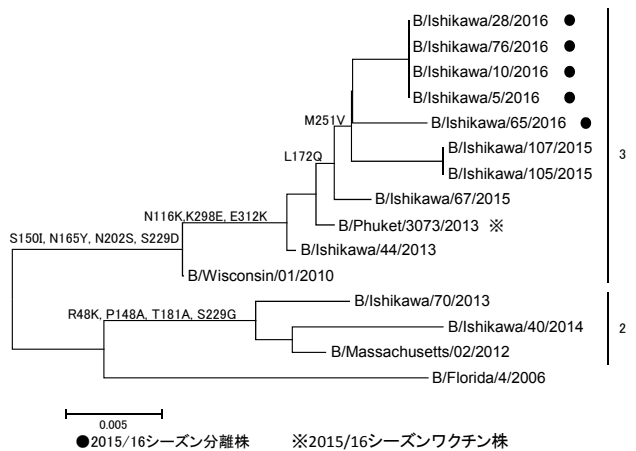 B/Ishikawa/28/2016 ●
B/Ishikawa/76/2016 ●
B/Ishikawa/10/2016 ●
B/Ishikawa/5/2016 ●
M251V
B/Ishikawa/65/2016 ●
B/Ishikawa/107/2015
3
L172Q
B/Ishikawa/105/2015
B/Ishikawa/67/2015
N116K,K298E, E312K
B/Phuket/3073/2013 ※
S150I, N165Y, N202S, S229D
B/Ishikawa/44/2013
B/Wisconsin/01/2010
R48K, P148A, T181A, S229G
B/Ishikawa/70/2013
B/Ishikawa/40/2014
2
B/Massachusetts/02/2012
B/Florida/4/2006
0.005
●2015/16シーズン分離株 ※2015/16シーズンワクチン株